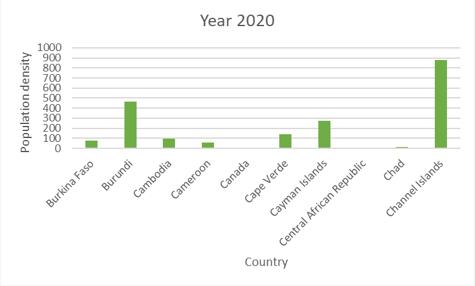 Year 2020
Population density
1000
900
800
700
600
500
400
300
200
100
0
Burkina Faso
Burundi
Cambodia
Cameroon
Canada
Cape Verde
Cayman Islands
Central African Republic
Chad
Channel Islands
Country